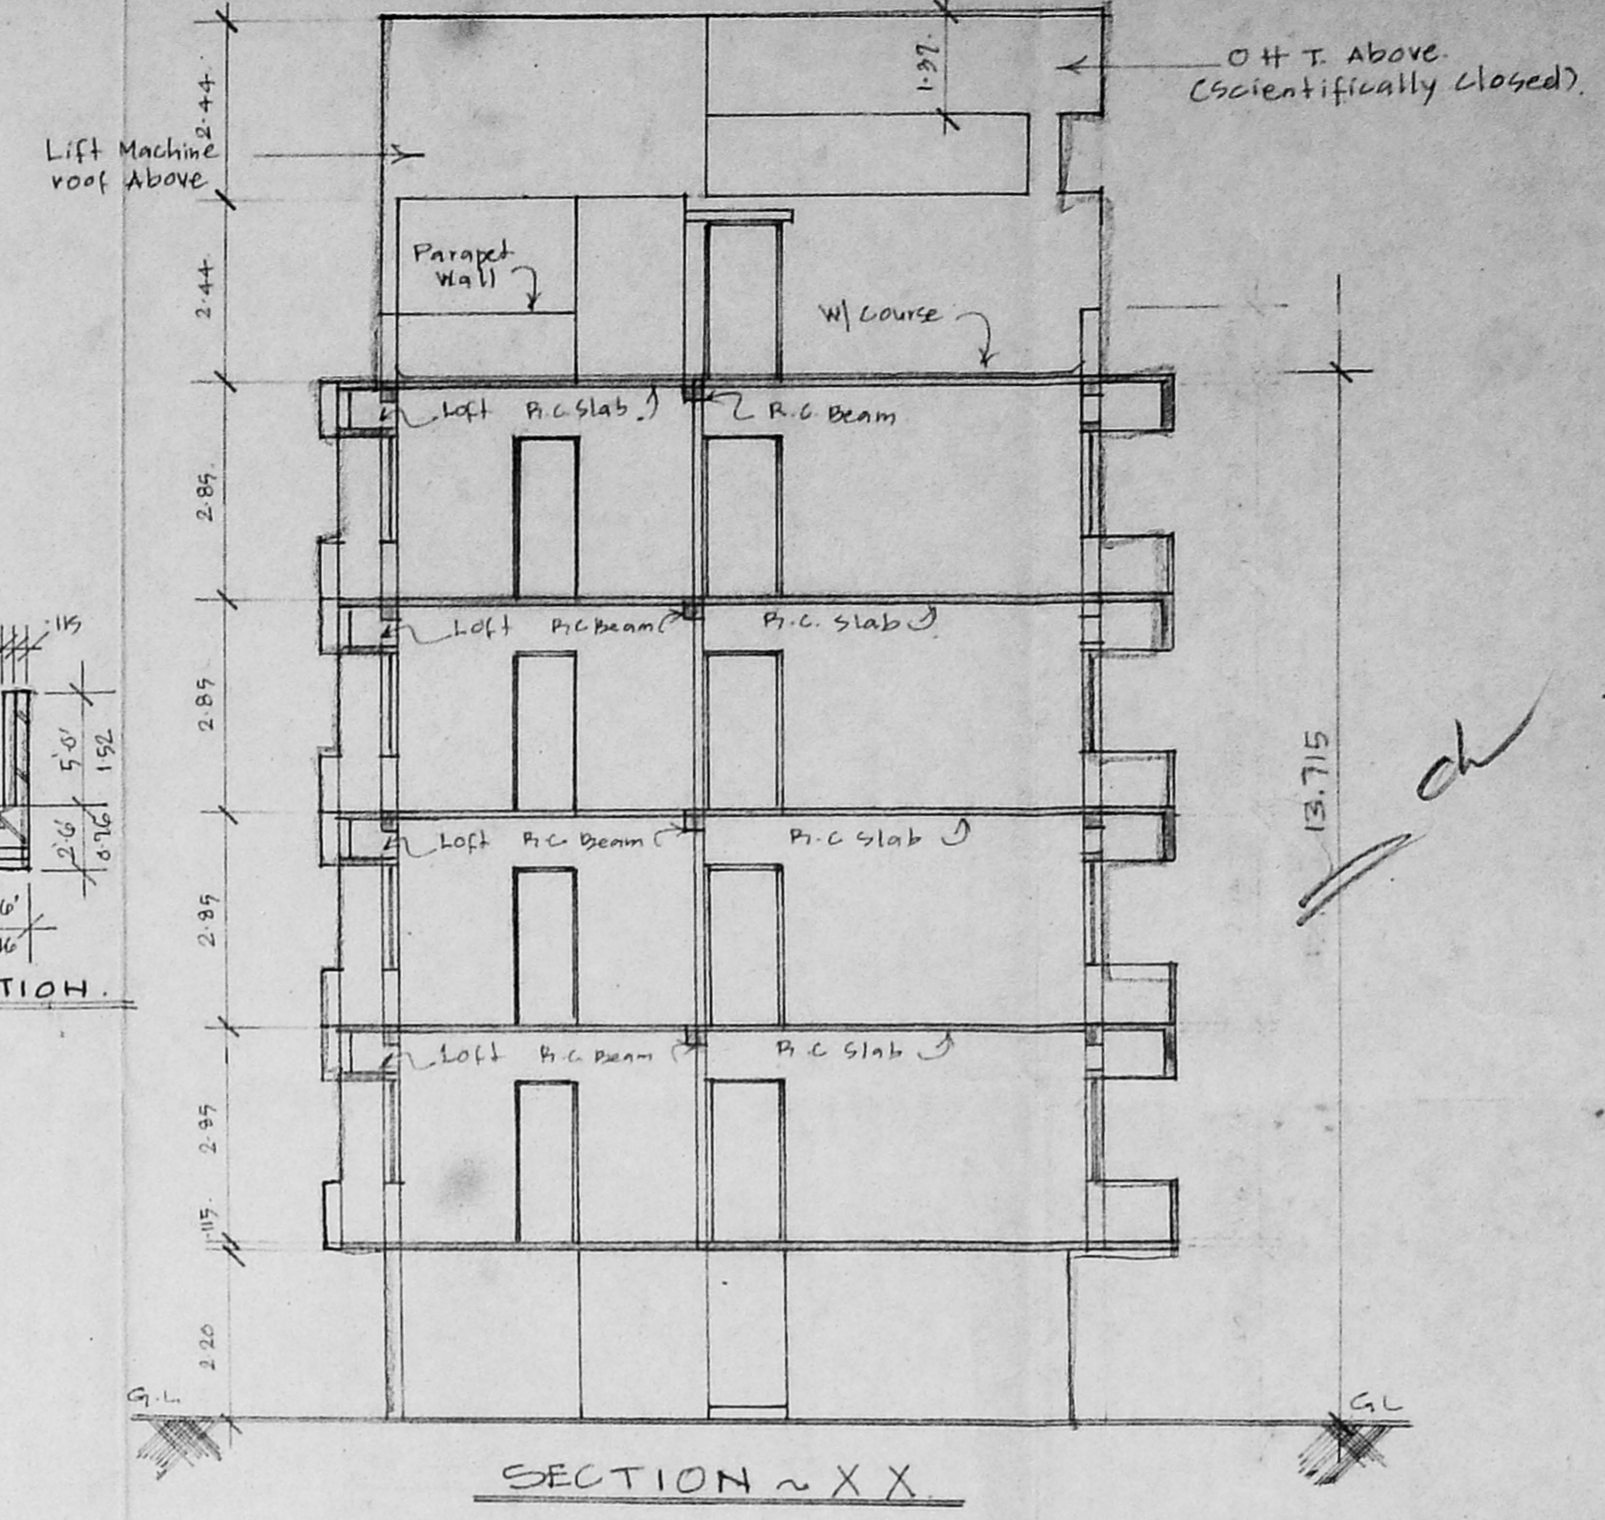 1.37
O H T. Above.
(Scientifically closed).
2.44
Lift Machine
roof Above
Parapet
Wall
2.44
W/ Course
Loft R.C. Slab.
R.C. Beam
2.85
Loft R.C Beam
R.C. Slab
.115
2.85
5'-0"
1.52
13.715
2'-6"
0.76
Loft R.C. Beam
R.C Slab
2.85
TION.
Loft R.C. Beam
R.C Slab
2.85
.115
2.20
G.L.
GL
SECTION ~ X X.